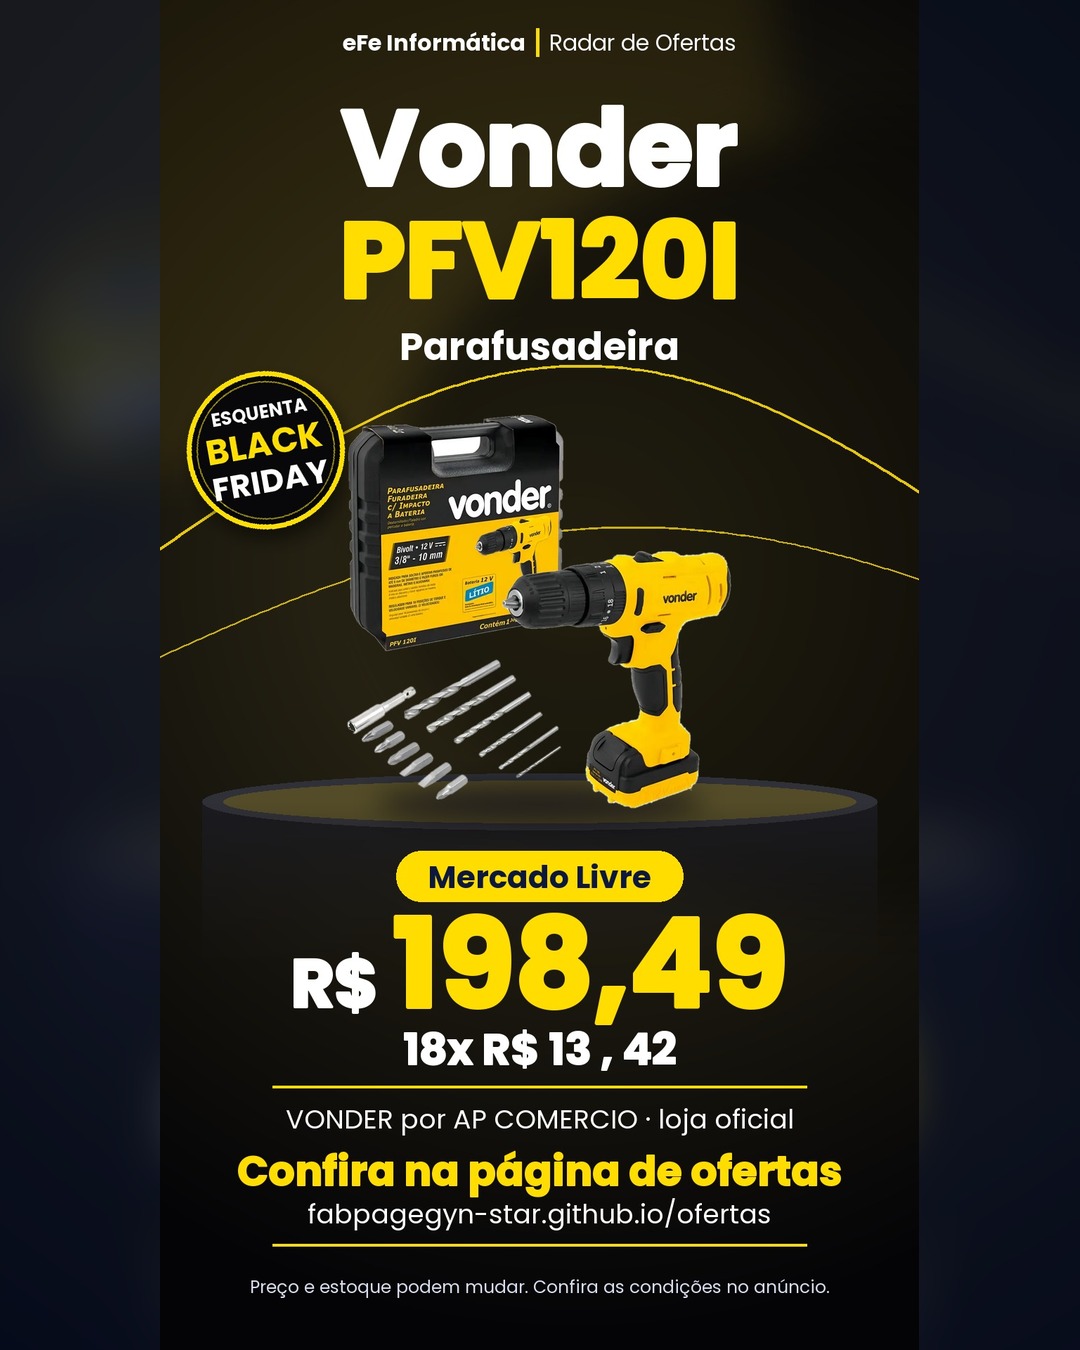 eFe Informática | Radar de Ofertas
Vonder
PFV120I
Parafusadeira
ESQUENTA
BLACK
FRIDAY
PARAFUSADEIRA
FURADEIRA
C/ IMPACTO
A BATERIA
vonder
Bivolt • 12 V
3/8" - 10 mm
Bateria 12 V
LÍTIO
Contém 1
PFV 120I
vonder
Mercado Livre
R$ 198,49
18x R$ 13 , 42
VONDER por AP COMERCIO · loja oficial
Confira na página de ofertas
fabpagegyn-star.github.io/ofertas
Preço e estoque podem mudar. Confira as condições no anúncio.